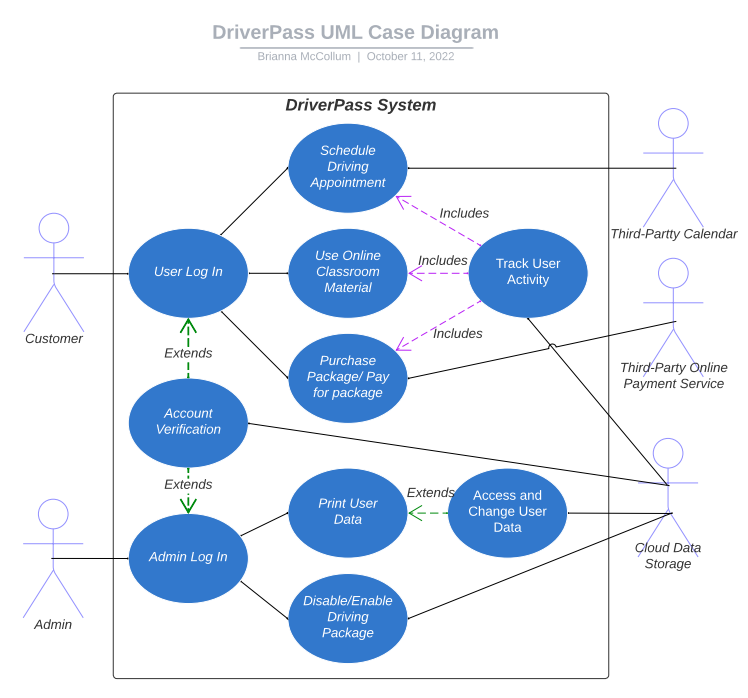 DriverPass UML Case Diagram
Brianna McCollum | October 11, 2022
DriverPass System
Schedule
Driving
Appointment
Includes
Third-Partty Calendar
User Log In
Use Online
Classroom
Material
Includes
Track User
Activity
Customer
Includes
Extends
Purchase
Package/ Pay
for package
Third-Party Online
Payment Service
Account
Verification
Extends
Print User
Data
Extends
Access and
Change User
Data
Cloud Data
Storage
Admin Log In
Admin
Disable/Enable
Driving
Package